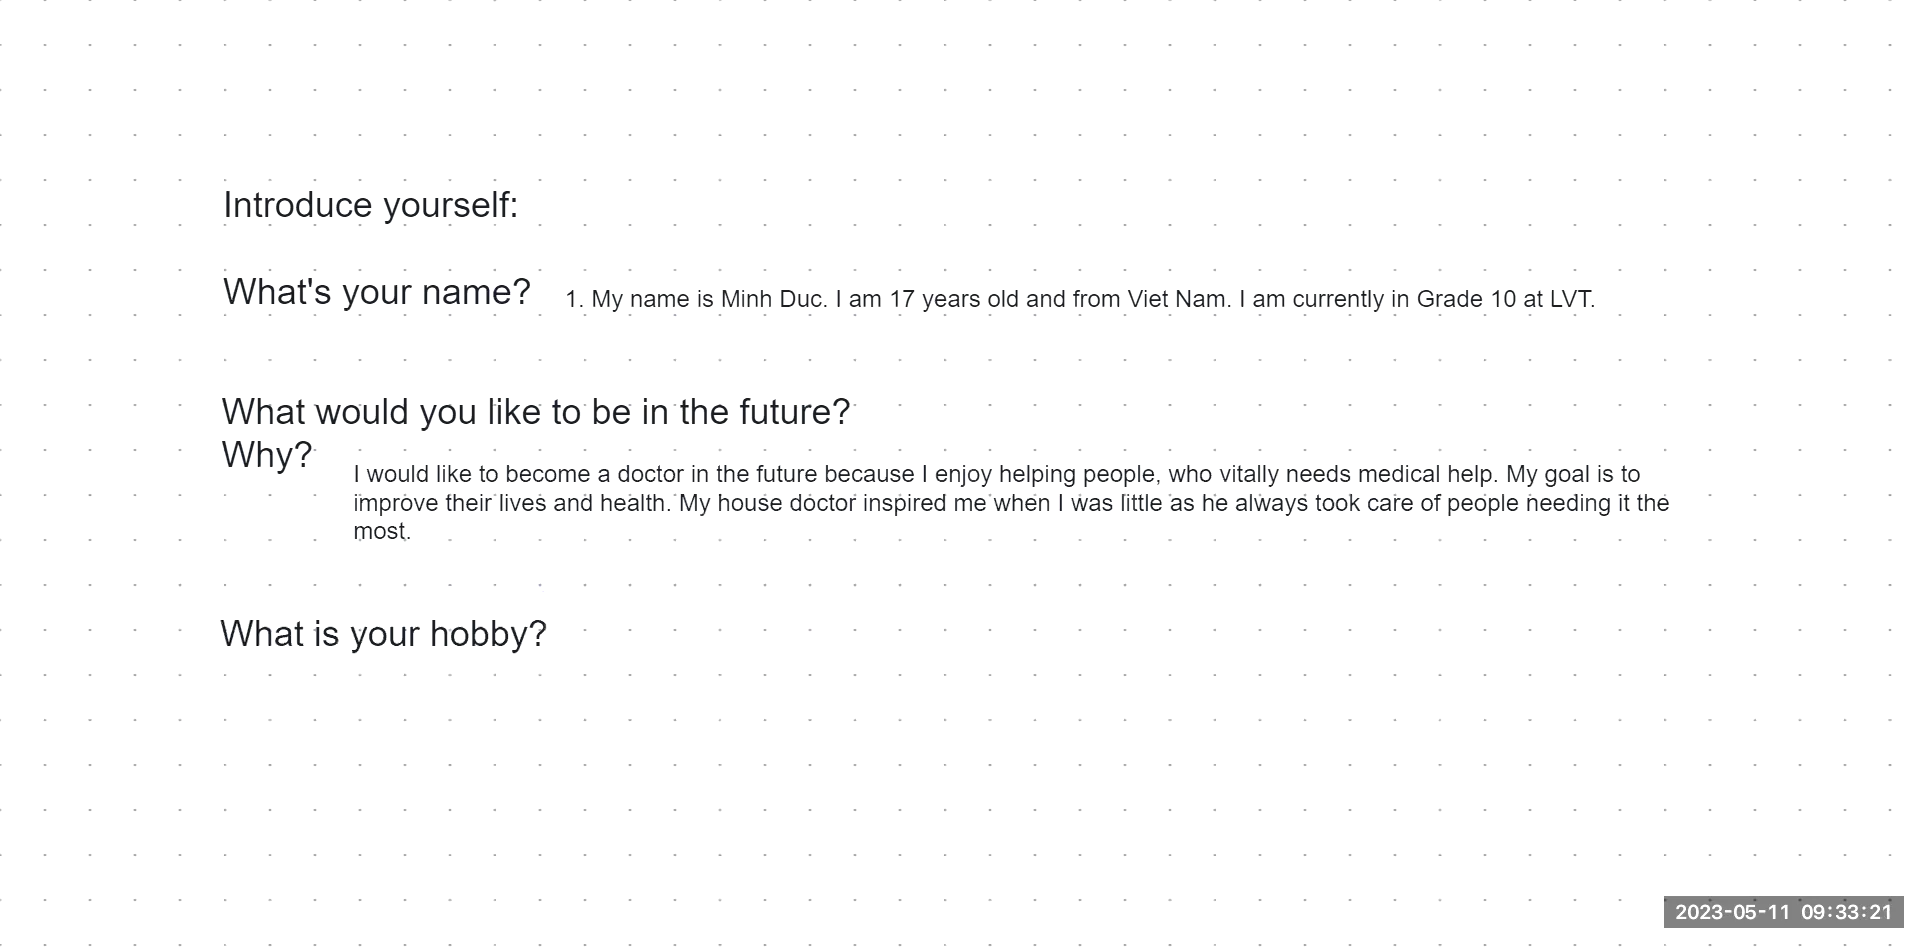 Introduce yourself:
What's your name?
1. My name is Minh Duc. I am 17 years old and from Viet Nam. I am currently in Grade 10 at LVT.
What would you like to be in the future?
Why?
I would like to become a doctor in the future because I enjoy helping people, who vitally needs medical help. My goal is to
improve their lives and health. My house doctor inspired me when I was little as he always took care of people needing it the
most.
What is your hobby?
2023-05-11 09:33:21